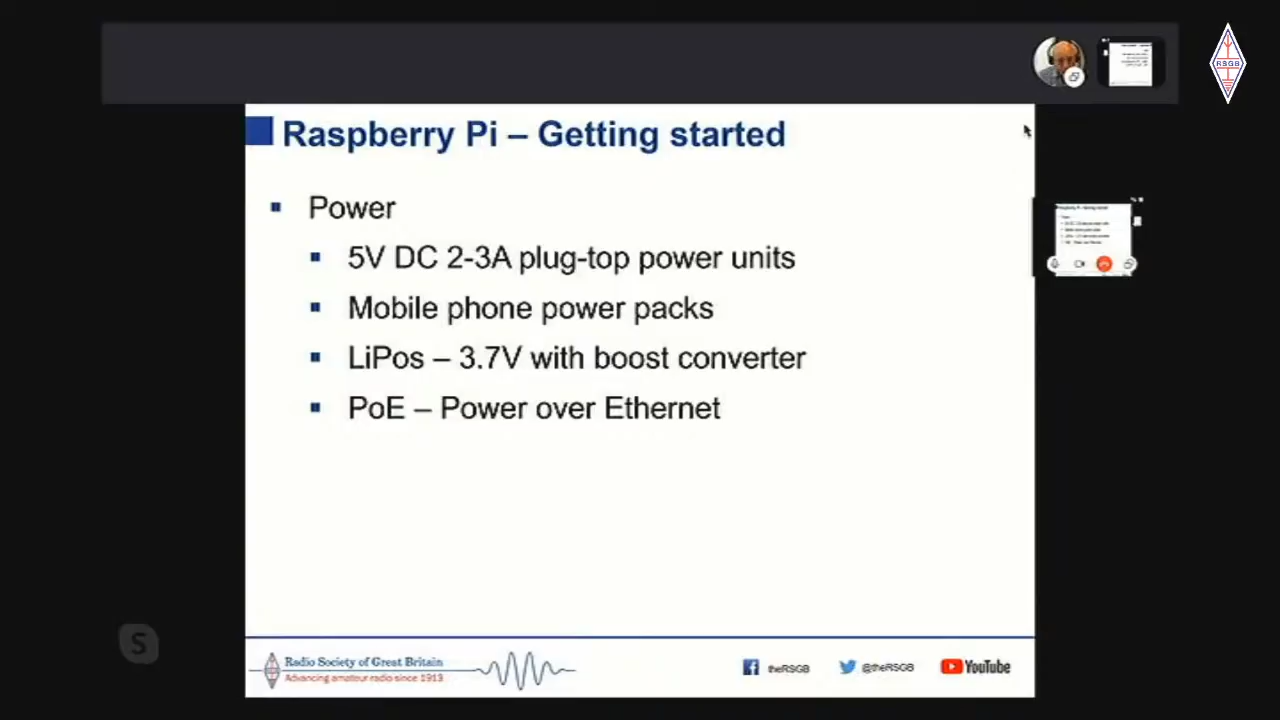 RSGB
Raspberry Pi – Getting started
Power
5V DC 2-3A plug-top power units
Mobile phone power packs
LiPos – 3.7V with boost converter
PoE – Power over Ethernet
S
Radio Society of Great Britain
Advancing amateur radio since 1913
theRSGB
@theRSGB
YouTube